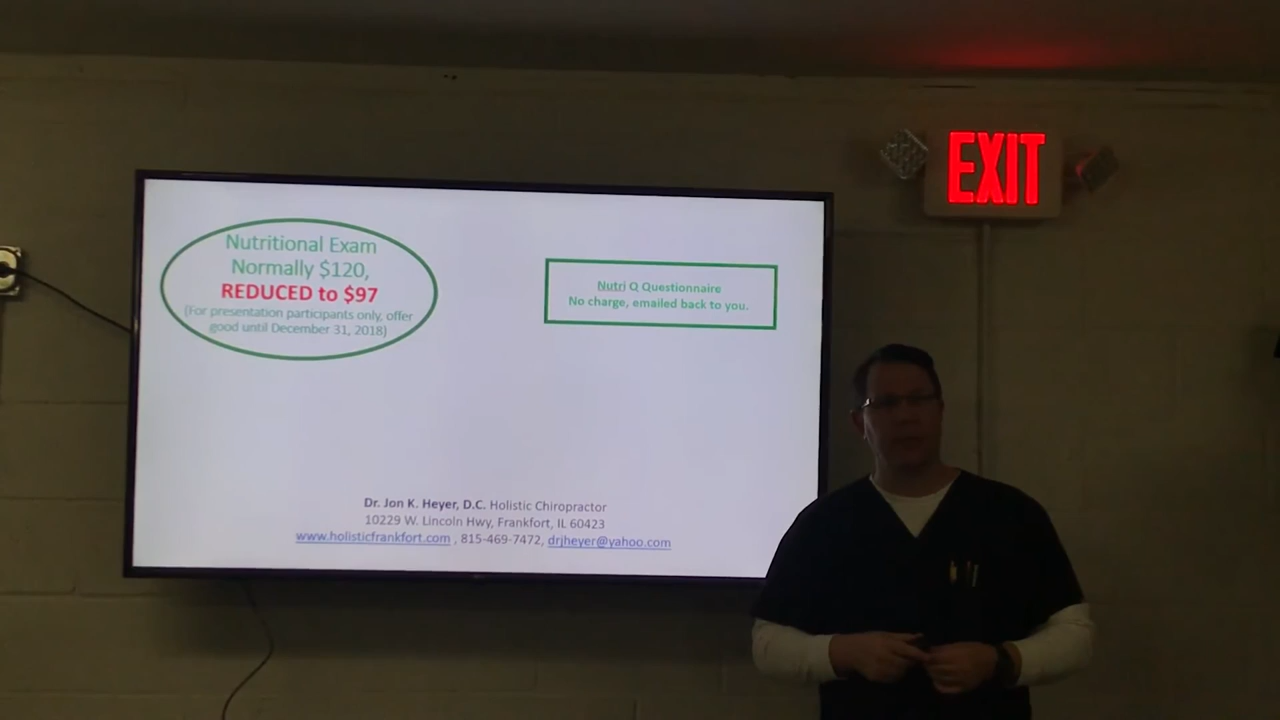 EXIT
Nutritional Exam
Normally $120,
REDUCED to $97
(For presentation participants only, offer
good until December 31, 2018)
Nutri Q Questionnaire
No charge, emailed back to you.
Dr. Jon K. Heyer, D.C. Holistic Chiropractor
10229 W. Lincoln Hwy, Frankfort, IL 60423
www.holisticfrankfort.com , 815-469-7472, drjheyer@yahoo.com